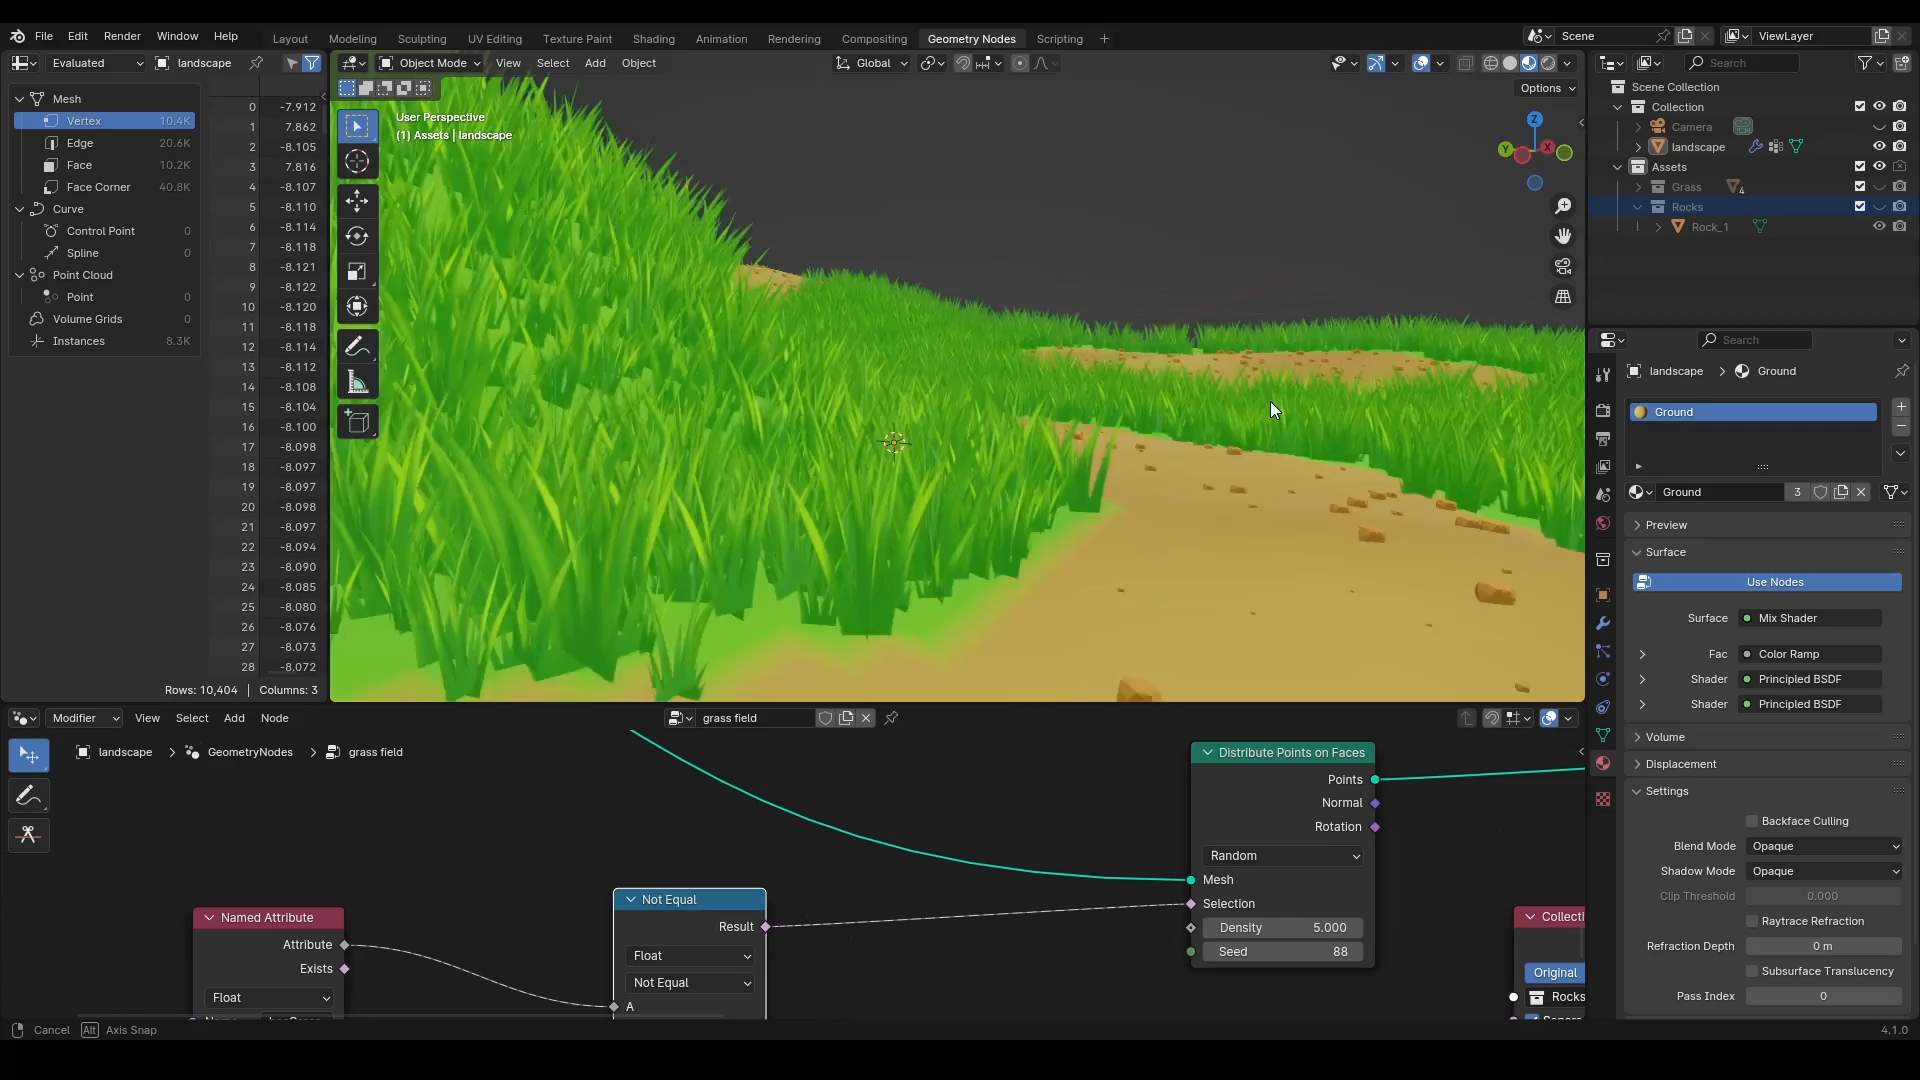 File Edit Render Window Help Layout Modeling Sculpting UV Editing Texture Paint Shading Animation Rendering Compositing Geometry Nodes Scripting + Scene ViewLayer
Evaluated landscape
Object Mode View Select Add Object Global
Search
Options
User Perspective
(1) Assets | landscape
Z
Y
X
Mesh
Vertex 10.4K
Edge 20.6K
Face 10.2K
Face Corner 40.8K
Curve
Control Point 0
Spline 0
Point Cloud
Point 0
Volume Grids 0
Instances 8.3K
0 -7.912
1 7.862
2 -8.105
3 7.816
4 -8.107
5 -8.110
6 -8.114
7 -8.118
8 -8.121
9 -8.122
10 -8.120
11 -8.118
12 -8.114
13 -8.112
14 -8.108
15 -8.104
16 -8.100
17 -8.098
18 -8.097
19 -8.097
20 -8.098
21 -8.097
22 -8.094
23 -8.090
24 -8.085
25 -8.080
26 -8.076
27 -8.073
28 -8.072
Rows: 10,404 | Columns: 3
Scene Collection
Collection
Camera
landscape
Assets
Grass 4
Rocks
Rock_1
Search
landscape > Ground
Ground
Ground 3
Preview
Surface
Use Nodes
Surface Mix Shader
Fac Color Ramp
Shader Principled BSDF
Shader Principled BSDF
Volume
Displacement
Settings
Backface Culling
Blend Mode Opaque
Shadow Mode Opaque
Clip Threshold 0.000
Raytrace Refraction
Refraction Depth 0 m
Subsurface Translucency
Pass Index 0
Modifier View Select Add Node grass field
landscape > GeometryNodes > grass field
Named Attribute
Attribute
Exists
Float
Not Equal
Result
Float
Not Equal
A
Distribute Points on Faces
Points
Normal
Rotation
Random
Mesh
Selection
Density 5.000
Seed 88
Collecti
Original
Rocks
Cancel Alt Axis Snap
4.1.0